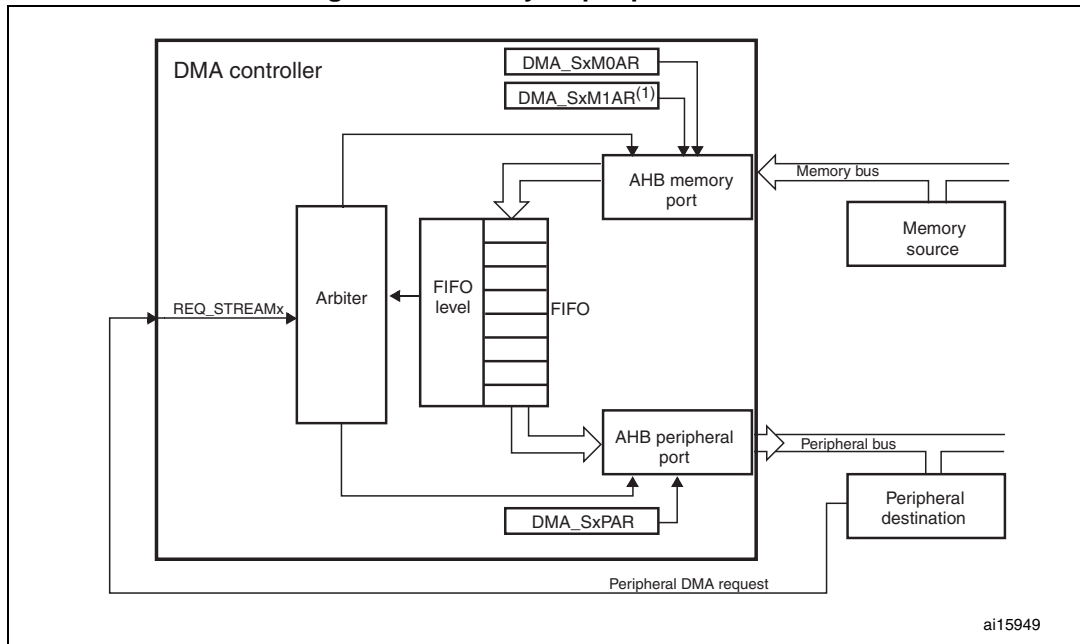 DMA controller
DMA_SxM0AR
DMA_SxM1AR(1)
AHB memory
port
Memory bus
Memory
source
REQ_STREAMx
Arbiter
FIFO
level
FIFO
AHB peripheral
port
Peripheral bus
Peripheral
destination
DMA_SxPAR
Peripheral DMA request
ai15949